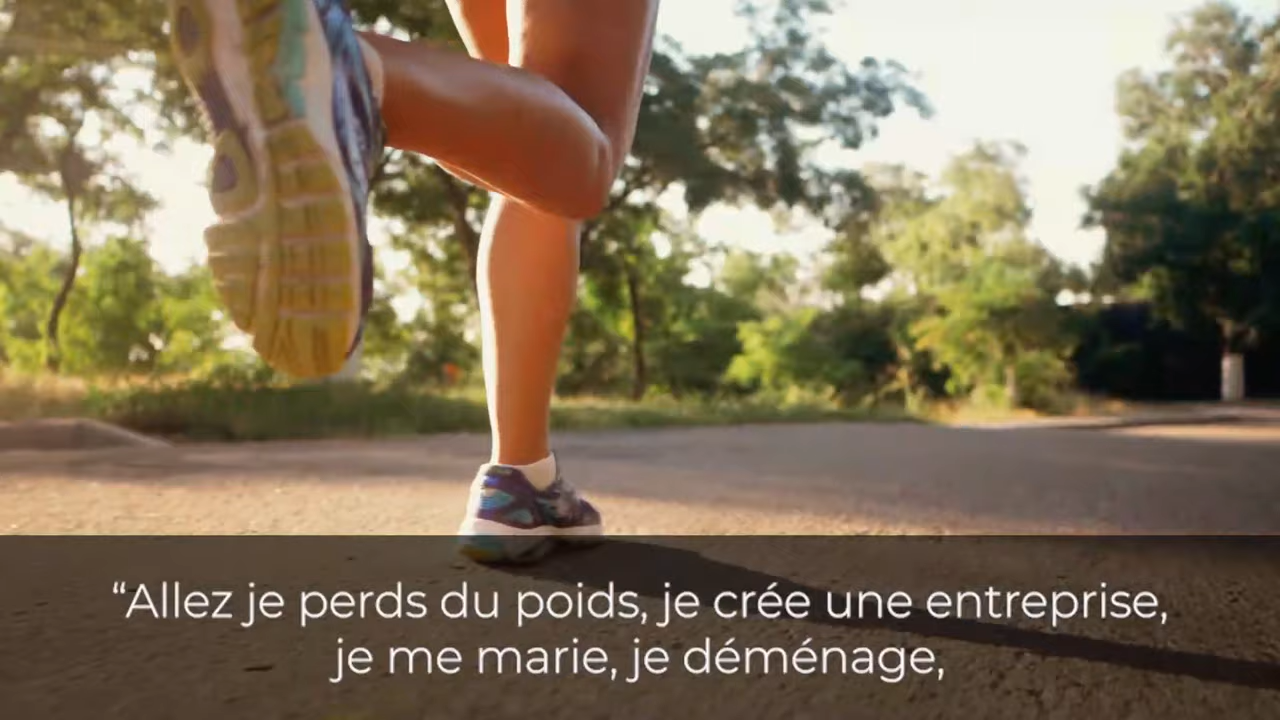 “Allez je perds du poids, je crée une entreprise,
je me marie, je déménage,